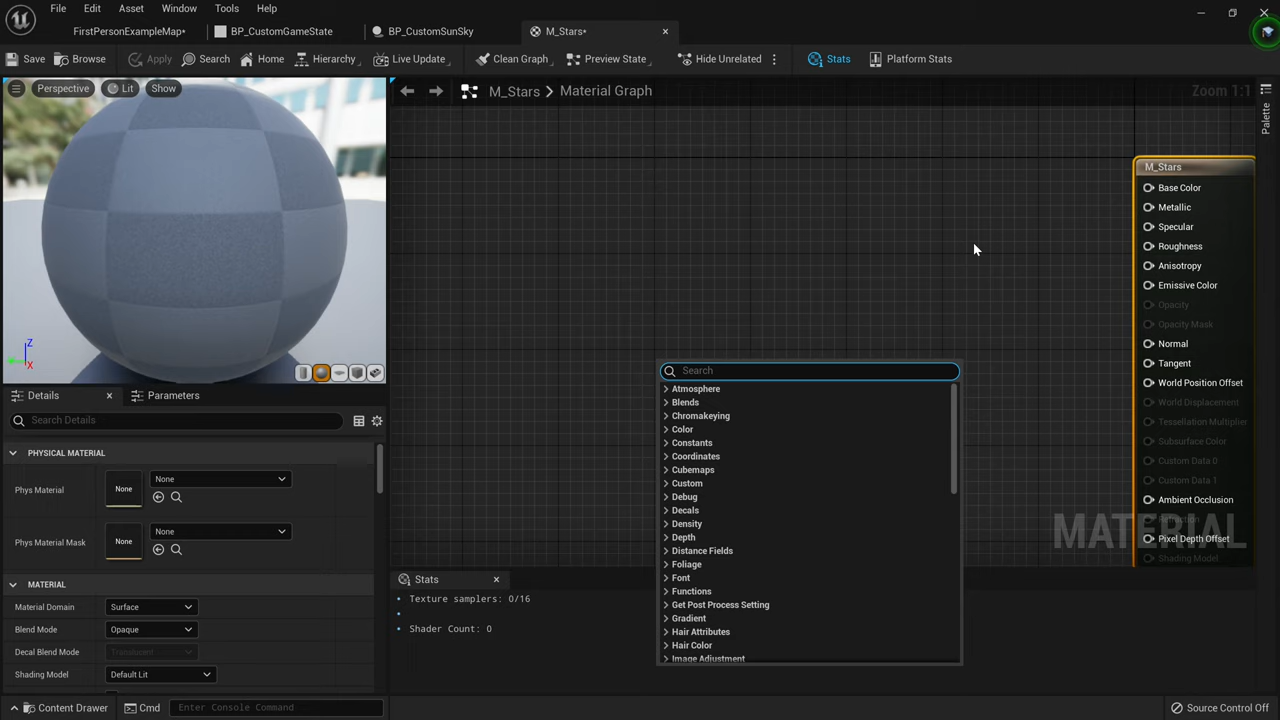 File Edit Asset Window Tools Help
FirstPersonExampleMap* BP_CustomGameState BP_CustomSunSky M_Stars*
Save Browse Apply Search Home Hierarchy Live Update Clean Graph Preview State Hide Unrelated Stats Platform Stats
Perspective Lit Show
M_Stars > Material Graph
Zoom 1:1
Palette
Z
X
M_Stars
Base Color
Metallic
Specular
Roughness
Anisotropy
Emissive Color
Opacity
Opacity Mask
Normal
Tangent
World Position Offset
World Displacement
Tessellation Multiplier
Subsurface Color
Custom Data 0
Custom Data 1
Ambient Occlusion
Pixel Depth Offset
Shading Model
MATERIAL
Search
Atmosphere
Blends
Chromakeying
Color
Constants
Coordinates
Cubemaps
Custom
Debug
Decals
Density
Depth
Distance Fields
Foliage
Font
Functions
Get Post Process Setting
Gradient
Hair Attributes
Hair Color
Image Adjustment
Details Parameters
Search Details
PHYSICAL MATERIAL
Phys Material None None
Phys Material Mask None None
MATERIAL
Material Domain Surface
Blend Mode Opaque
Decal Blend Mode Translucent
Shading Model Default Lit
Stats
Texture samplers: 0/16
Shader Count: 0
Content Drawer Cmd Enter Console Command Source Control Off